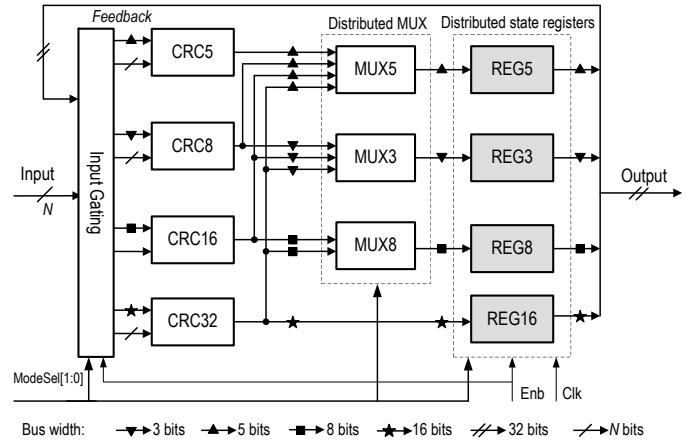 Feedback
Distributed MUX
Distributed state registers
CRC5
MUX5
REG5
CRC8
MUX3
REG3
Input
N
Input Gating
Output
CRC16
MUX8
REG8
CRC32
REG16
ModeSel[1:0]
Enb
Clk
Bus width:
3 bits
5 bits
8 bits
16 bits
32 bits
N bits